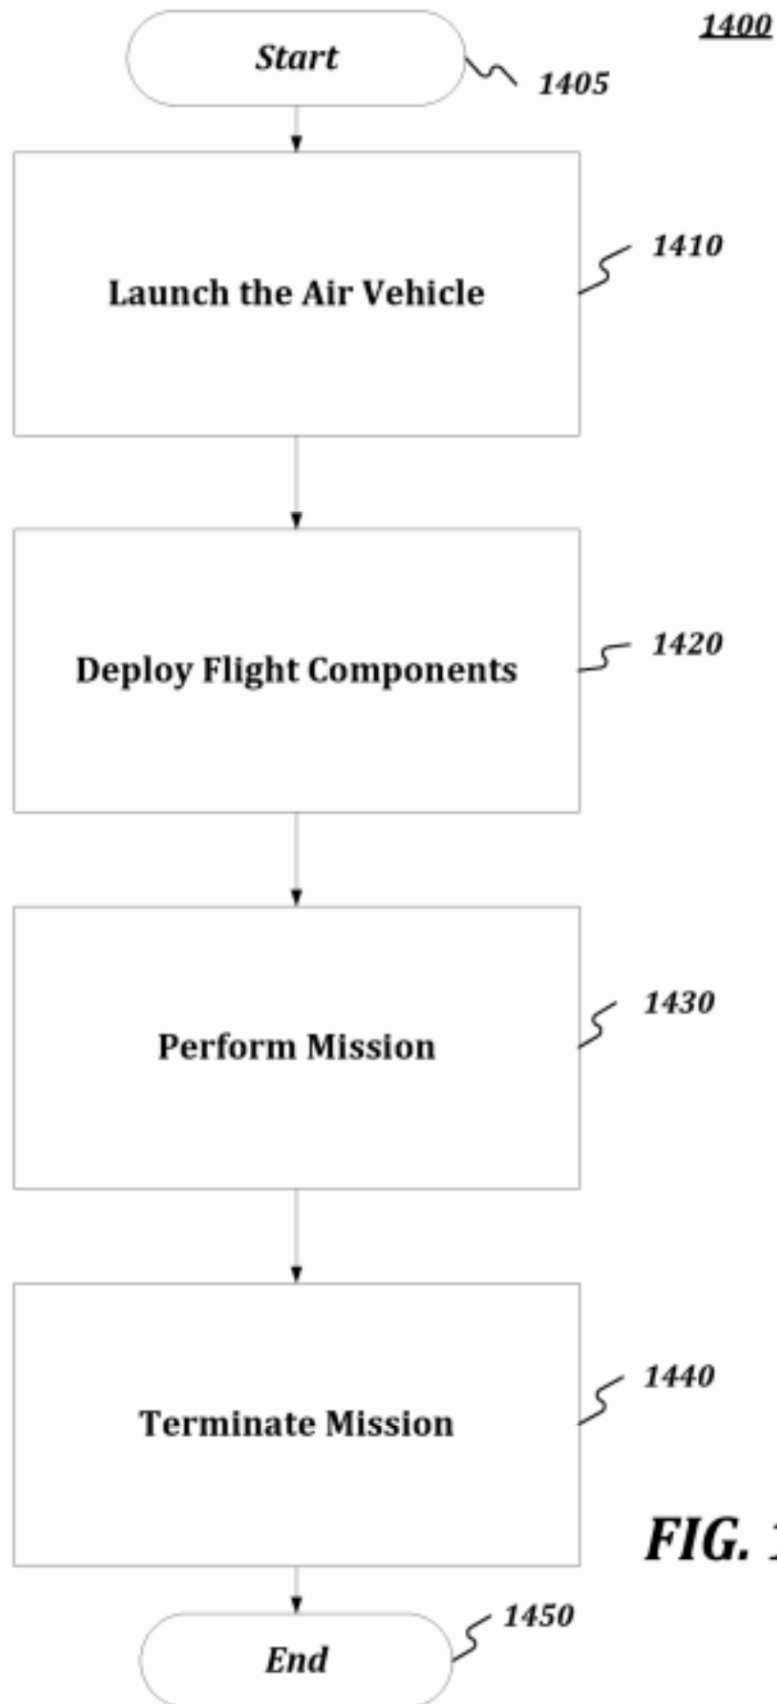 1400
Start
1405
Launch the Air Vehicle
1410
Deploy Flight Components
1420
Perform Mission
1430
Terminate Mission
1440
FIG.
End
1450